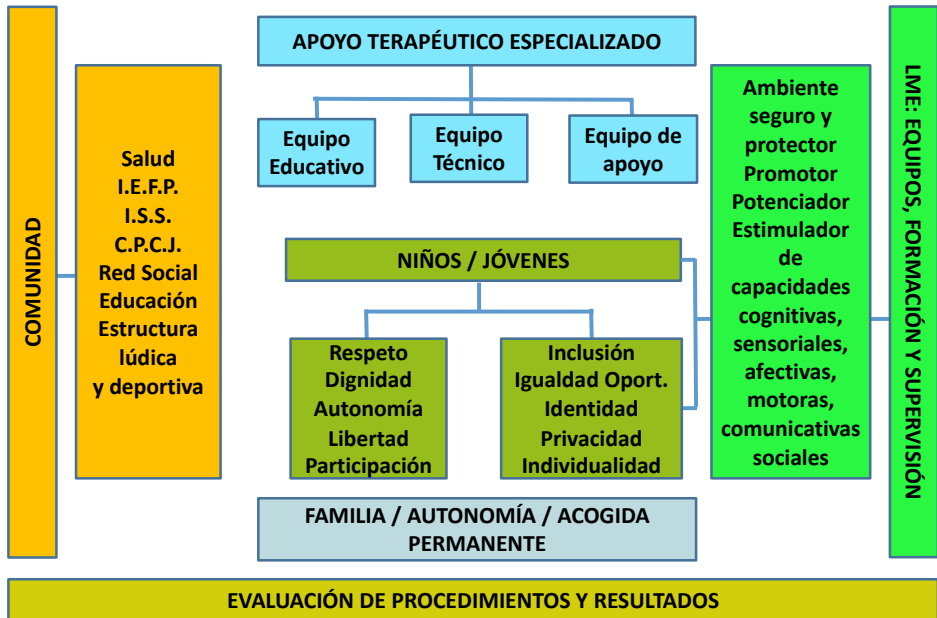 COMUNIDAD
Salud
I.E.F.P.
I.S.S.
C.P.C.J.
Red Social
Educación
Estructura
lúdica
y deportiva
APOYO TERAPÉUTICO ESPECIALIZADO
Equipo
Educativo
Equipo
Técnico
Equipo de
apoyo
NIÑOS / JÓVENES
Respeto
Dignidad
Autonomía
Libertad
Participación
Inclusión
Igualdad Oport.
Identidad
Privacidad
Individualidad
FAMILIA / AUTONOMÍA / ACOGIDA
PERMANENTE
Ambiente
seguro y
protector
Promotor
Potenciador
Estimulador
de
capacidades
cognitivas,
sensoriales,
afectivas,
motoras,
comunicativas
sociales
LME: EQUIPOS, FORMACIÓN Y SUPERVISIÓN
EVALUACIÓN DE PROCEDIMIENTOS Y RESULTADOS